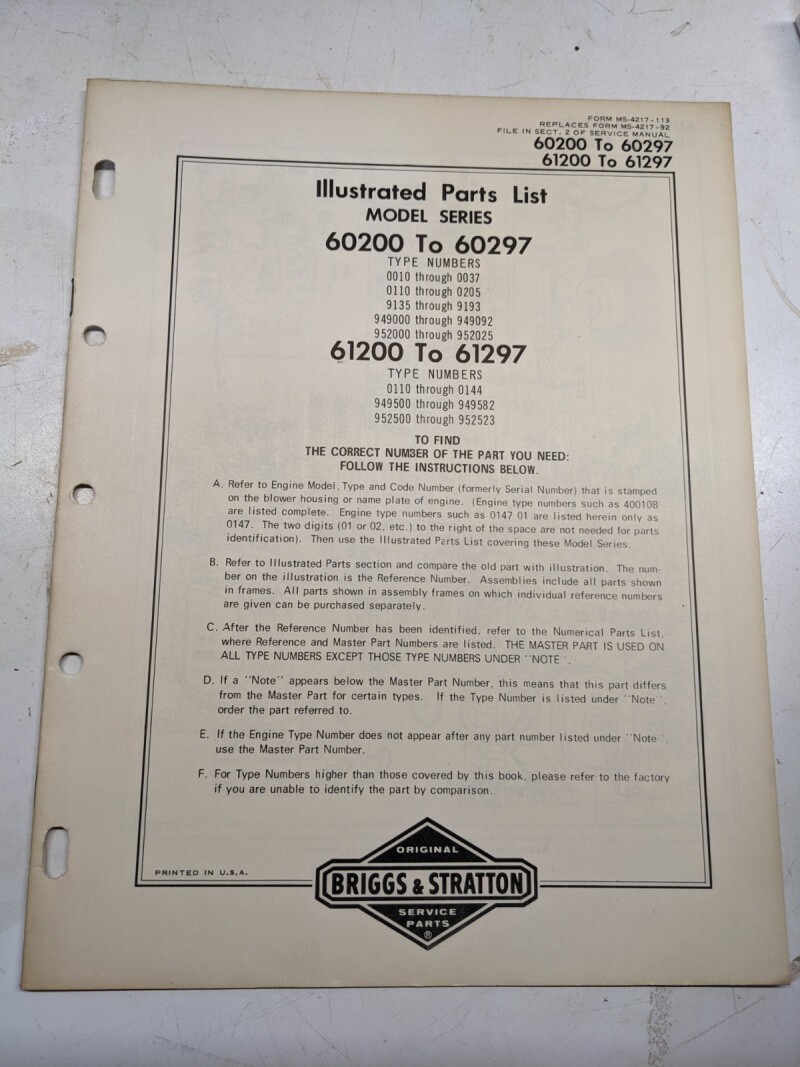 FORM MS-4217-113
REPLACES FORM MS-4217-92
FILE IN SECT. 2 OF SERVICE MANUAL
60200 To 60297
61200 To 61297
Illustrated Parts List
MODEL SERIES
60200 To 60297
TYPE NUMBERS
0010 through 0037
0110 through 0205
9135 through 9193
949000 through 949092
952000 through 952025
61200 To 61297
TYPE NUMBERS
0110 through 0144
949500 through 949582
952500 through 952523
TO FIND
THE CORRECT NUMBER OF THE PART YOU NEED:
FOLLOW THE INSTRUCTIONS BELOW.
A. Refer to Engine Model, Type and Code Number (formerly Serial Number) that is stamped
on the blower housing or name plate of engine. (Engine type numbers such as 400108
are listed complete. Engine type numbers such as 0147 01 are listed herein only as
0147. The two digits (01 or 02, etc.) to the right of the space are not needed for parts
identification). Then use the Illustrated Parts List covering these Model Series.
B. Refer to Illustrated Parts section and compare the old part with illustration. The num-
ber on the illustration is the Reference Number. Assemblies include all parts shown
in frames. All parts shown in assembly frames on which individual reference numbers
are given can be purchased separately.
C. After the Reference Number has been identified, refer to the Numerical Parts List,
where Reference and Master Part Numbers are listed. THE MASTER PART IS USED ON
ALL TYPE NUMBERS EXCEPT THOSE TYPE NUMBERS UNDER "NOTE".
D. If a "Note" appears below the Master Part Number, this means that this part differs
from the Master Part for certain types. If the Type Number is listed under "Note",
order the part referred to.
E. If the Engine Type Number does not appear after any part number listed under "Note",
use the Master Part Number.
F. For Type Numbers higher than those covered by this book, please refer to the factory
if you are unable to identify the part by comparison.
PRINTED IN U.S.A.
ORIGINAL
BRIGGS & STRATTON
SERVICE
PARTS
®